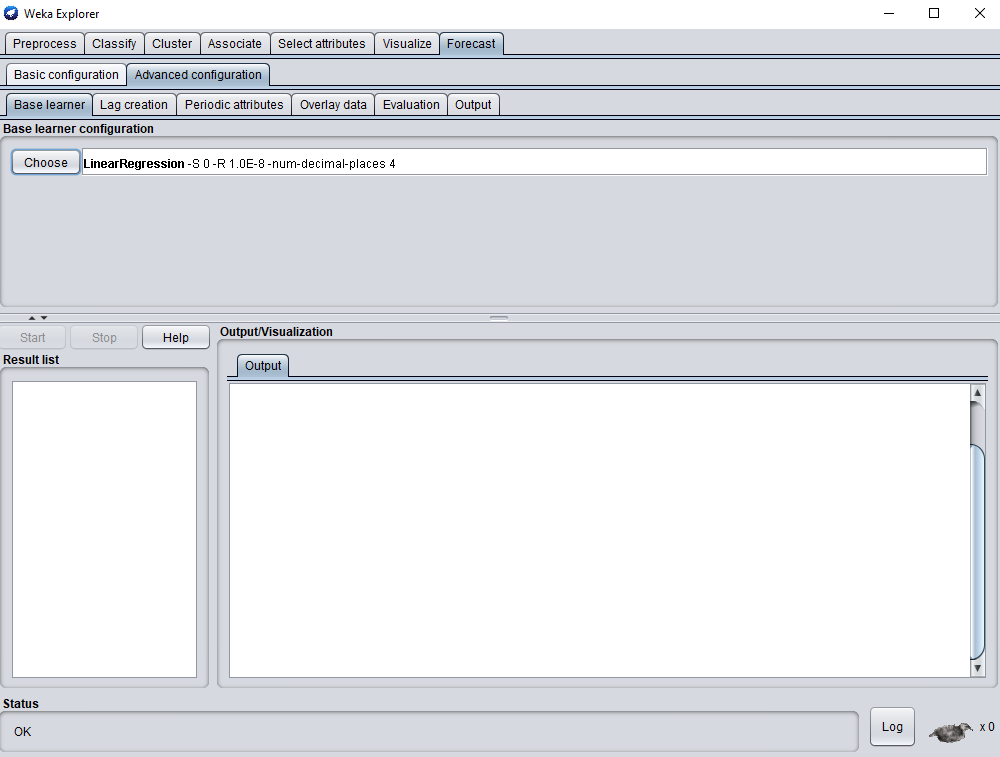 Weka Explorer
Preprocess Classify Cluster Associate Select attributes Visualize Forecast
Basic configuration Advanced configuration
Base learner Lag creation Periodic attributes Overlay data Evaluation Output
Base learner configuration
Choose LinearRegression -S 0 -R 1.0E-8 -num-decimal-places 4
Start Stop Help
Output/Visualization
Result list
Output
Status
OK
Log
x 0